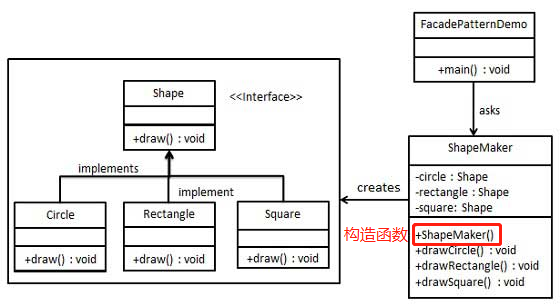 FacadePatternDemo
+main() : void
asks
Shape
<<Interface>>
+draw() : void
implements
implement
Circle
+draw() : void
Rectangle
+draw() : void
Square
+draw() : void
creates
ShapeMaker
-circle : Shape
-rectangle : Shape
-square: Shape
构造函数
+ShapeMaker()
+drawCircle() : void
+drawRectangle() : void
+drawSquare() : void